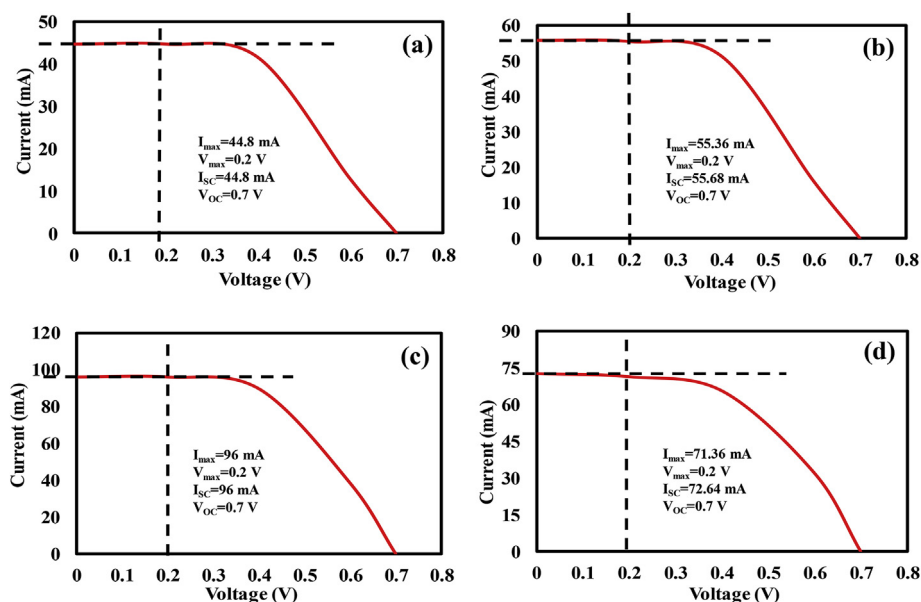 50
40
30
20
10
0
Current (mA)
(a)
Imax=44.8 mA
Vmax=0.2 V
ISC=44.8 mA
VOC=0.7 V
0 0.1 0.2 0.3 0.4 0.5 0.6 0.7 0.8
Voltage (V)
60
50
40
30
20
10
0
Current (mA)
(b)
Imax=55.36 mA
Vmax=0.2 V
ISC=55.68 mA
VOC=0.7 V
0 0.1 0.2 0.3 0.4 0.5 0.6 0.7 0.8
Voltage (V)
120
100
80
60
40
20
0
Current (mA)
(c)
Imax=96 mA
Vmax=0.2 V
ISC=96 mA
VOC=0.7 V
0 0.1 0.2 0.3 0.4 0.5 0.6 0.7 0.8
Voltage (V)
90
75
60
45
30
15
0
Current (mA)
(d)
Imax=71.36 mA
Vmax=0.2 V
ISC=72.64 mA
VOC=0.7 V
0 0.1 0.2 0.3 0.4 0.5 0.6 0.7 0.8
Voltage (V)